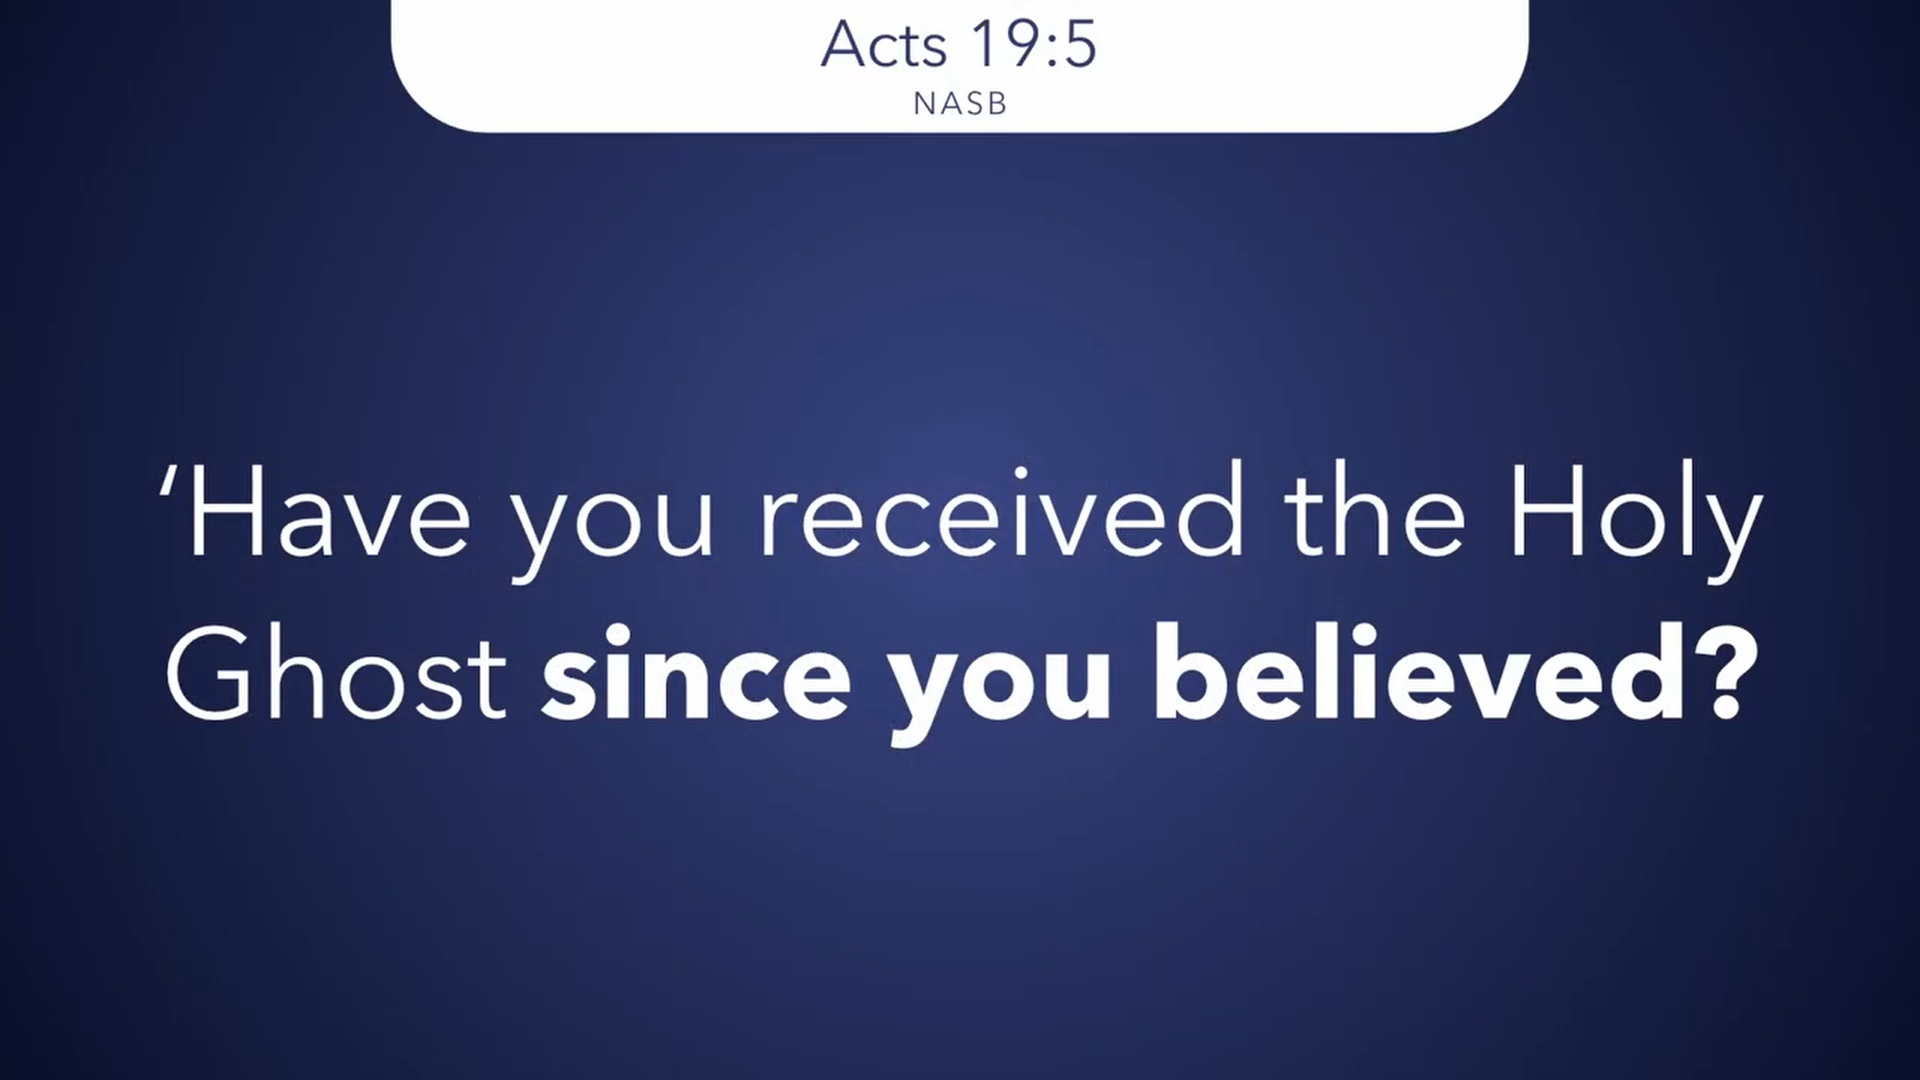 Acts 19:5
NASB
‘Have you received the Holy
Ghost since you believed?